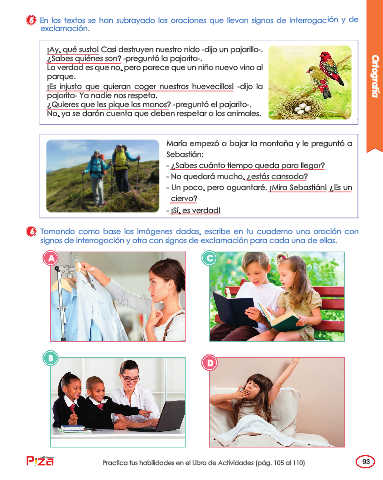 5 En los textos se han subrayado las oraciones que llevan signos de interrogación y de
exclamación.
¡Ay, qué susto! Casi destruyen nuestro nido -dijo un pajarillo-.
¿Sabes quiénes son? -preguntó la pajarita-.
La verdad es que no, pero parece que un niño nuevo vino al
parque.
¡Es injusto que quieran coger nuestros huevecillos! -dijo la
pajarita- Ya nadie nos respeta.
¿Quieres que les pique las manos? -preguntó el pajarito-.
No, ya se darán cuenta que deben respetar a los animales.
Ortografía
María empezó a bajar la montaña y le preguntó a
Sebastián:
- ¿Sabes cuánto tiempo queda para llegar?
- No quedará mucho, ¿estás cansada?
- Un poco, pero aguantaré. ¡Mira Sebastián! ¿Es un
ciervo?
- ¡Sí, es verdad!
6 Tomando como base las imágenes dadas, escribe en tu cuaderno una oración con
signos de interrogación y otra con signos de exclamación para cada una de ellas.
A
C
B
D
Practica tus habilidades en el Libro de Actividades (pág. 105 al 110)
93